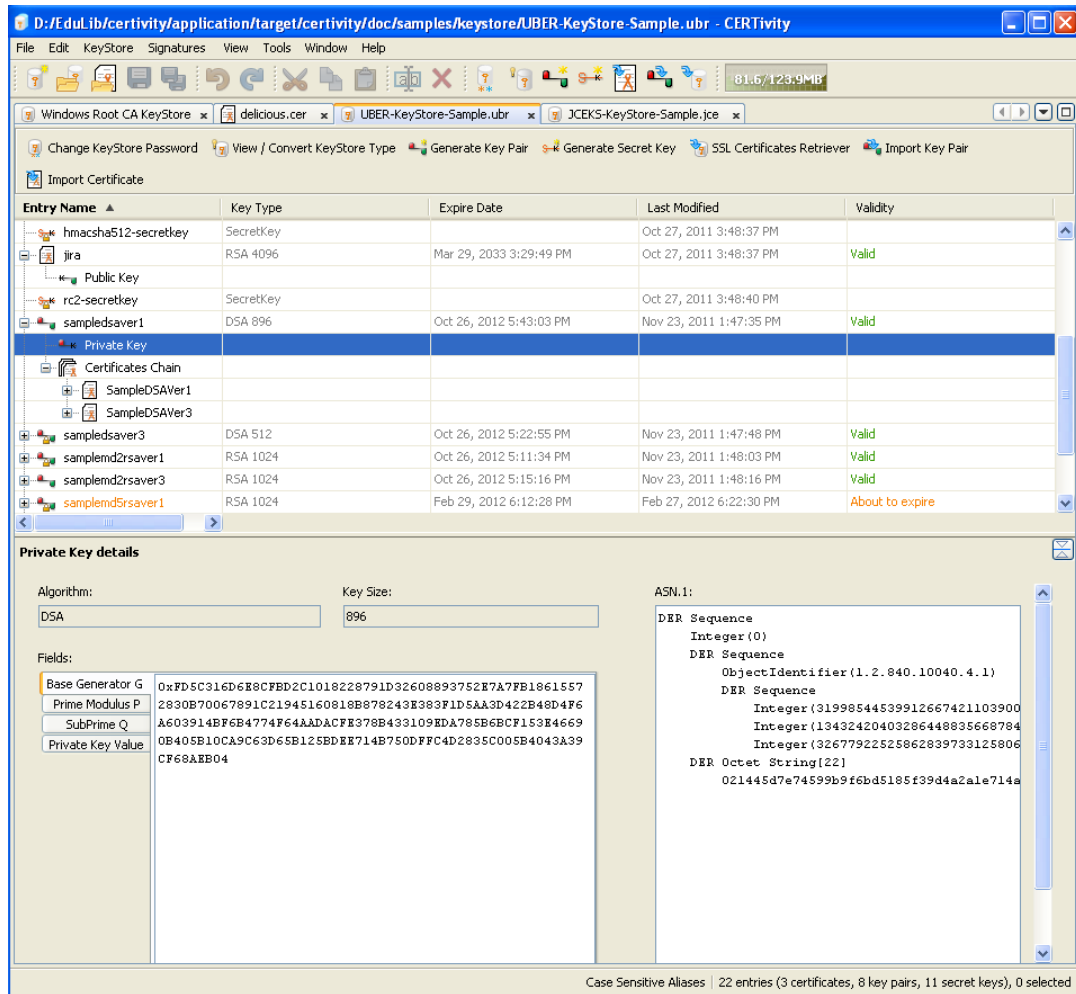 D:/EduLib/certivity/application/target/certivity/doc/samples/keystore/UBER-KeyStore-Sample.ubr - CERTivity
File Edit KeyStore Signatures View Tools Window Help
81.6/123.9MB
Windows Root CA KeyStore x delicious.cer x UBER-KeyStore-Sample.ubr x JCEKS-KeyStore-Sample.jce x
Change KeyStore Password View / Convert KeyStore Type Generate Key Pair Generate Secret Key SSL Certificates Retriever Import Key Pair
Import Certificate
Entry Name Key Type Expire Date Last Modified Validity
hmacsha512-secretkey SecretKey Oct 27, 2011 3:48:37 PM
jira RSA 4096 Mar 29, 2033 3:29:49 PM Oct 27, 2011 3:48:37 PM Valid
Public Key
rc2-secretkey SecretKey Oct 27, 2011 3:48:40 PM
sampledsaver1 DSA 896 Oct 26, 2012 5:43:03 PM Nov 23, 2011 1:47:35 PM Valid
Private Key
Certificates Chain
SampleDSAVer1
SampleDSAVer3
sampledsaver3 DSA 512 Oct 26, 2012 5:22:55 PM Nov 23, 2011 1:47:48 PM Valid
samplemd2rsaver1 RSA 1024 Oct 26, 2012 5:11:34 PM Nov 23, 2011 1:48:03 PM Valid
samplemd2rsaver3 RSA 1024 Oct 26, 2012 5:15:16 PM Nov 23, 2011 1:48:16 PM Valid
samplemd5rsaver1 RSA 1024 Feb 29, 2012 6:12:28 PM Feb 27, 2012 6:22:30 PM About to expire
Private Key details
Algorithm: Key Size:
DSA 896
Fields:
Base Generator G
Prime Modulus P
SubPrime Q
Private Key Value
0xFD5C316D6E8CFBD2C1018228791D32608893752E7A7FB1861557
2830B70067891C21945160818B878243E383F1D5AA3D422B48D4F6
A603914BF6B4774F64AADACFE378B433109EDA785B6BCF153E4669
0B405B10CA9C63D65B125BDEE714B750DFFC4D2835C005B4043A39
CF68AEB04
ASN.1:
DER Sequence
Integer(0)
DER Sequence
ObjectIdentifier(1.2.840.10040.4.1)
DER Sequence
Integer(31998544539912667421103900
Integer(13432420403286448835668784
Integer(32677922525862839733125806
DER Octet String[22]
021445d7e74599b9f6bd5185f39d4a2a1e714a
Case Sensitive Aliases 22 entries (3 certificates, 8 key pairs, 11 secret keys), 0 selected